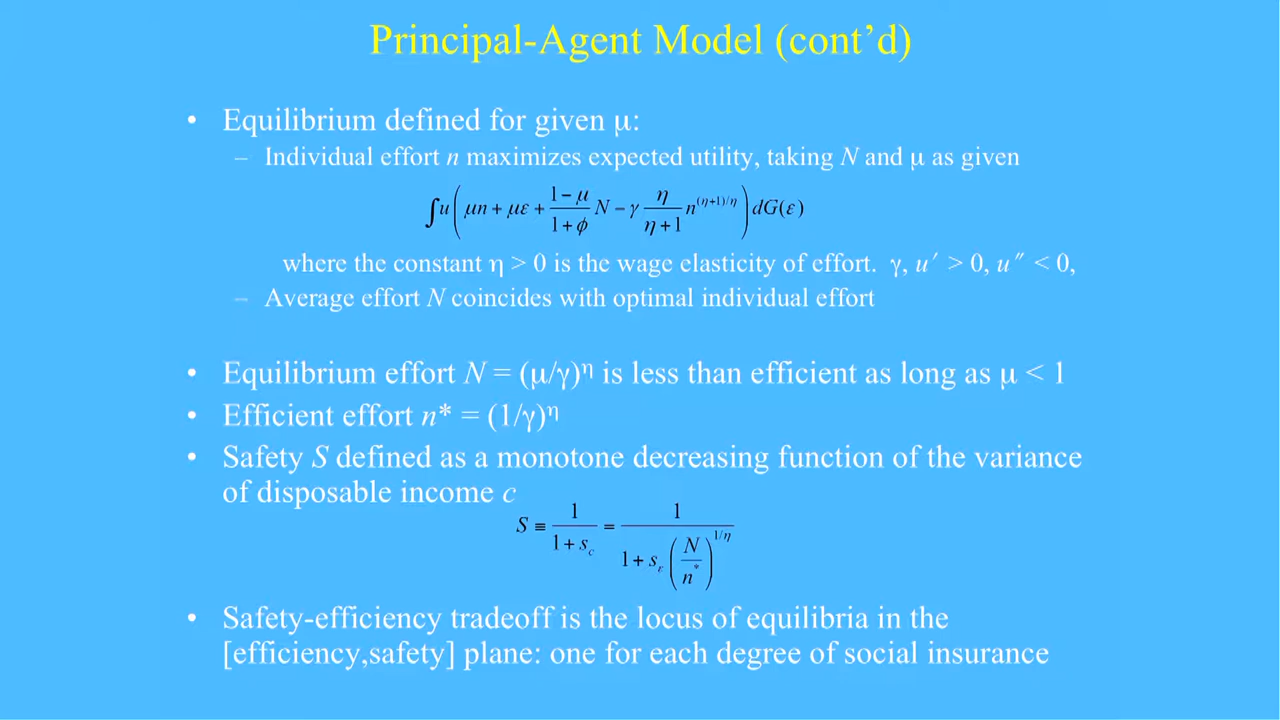 Principal-Agent Model (cont’d)
• Equilibrium defined for given μ:
– Individual effort n maximizes expected utility, taking N and μ as given
∫u(μn + με + \frac{1−μ}{1+ϕ} N − γ \frac{η}{η+1} n^{(η+1)/η}) dG(ε)
where the constant η > 0 is the wage elasticity of effort. γ, u′ > 0, u″ < 0,
– Average effort N coincides with optimal individual effort
• Equilibrium effort N = (μ/γ)^η is less than efficient as long as μ < 1
• Efficient effort n* = (1/γ)^η
• Safety S defined as a monotone decreasing function of the variance
of disposable income c
S ≡ \frac{1}{1+s_c} = \frac{1}{1+s_ε (\frac{N}{n^*})^{1/η}}
• Safety-efficiency tradeoff is the locus of equilibria in the
[efficiency,safety] plane: one for each degree of social insurance